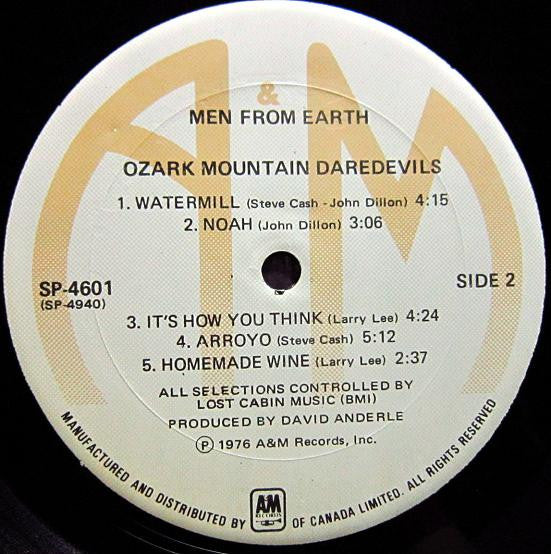 &
MEN FROM EARTH
OZARK MOUNTAIN DAREDEVILS
1. WATERMILL (Steve Cash - John Dillon) 4:15
2. NOAH (John Dillon) 3:06
SP-4601
(SP-4940)
SIDE 2
3. IT'S HOW YOU THINK (Larry Lee) 4:24
4. ARROYO (Steve Cash) 5:12
5. HOMEMADE WINE (Larry Lee) 2:37
ALL SELECTIONS CONTROLLED BY
LOST CABIN MUSIC (BMI)
PRODUCED BY DAVID ANDERLE
Ⓟ 1976 A&M Records, Inc.
MANUFACTURED AND DISTRIBUTED BY A&M RECORDS OF CANADA LIMITED. ALL RIGHTS RESERVED